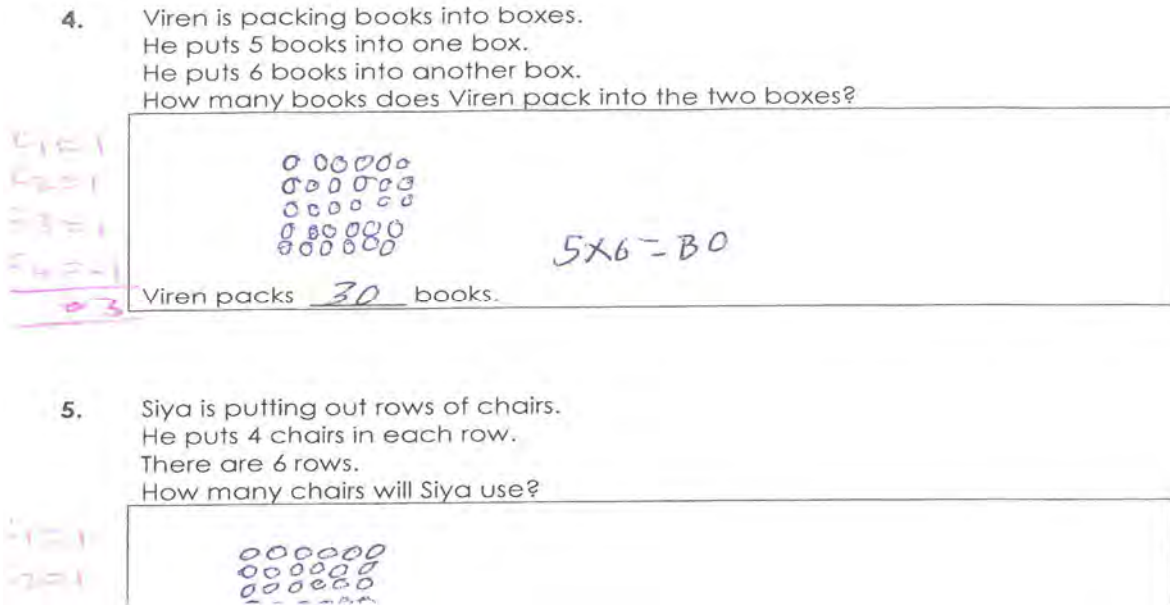 4. Viren is packing books into boxes.
He puts 5 books into one box.
He puts 6 books into another box.
How many books does Viren pack into the two boxes?
5×6=30
Viren packs 30 books.
5. Siya is putting out rows of chairs.
He puts 4 chairs in each row.
There are 6 rows.
How many chairs will Siya use?